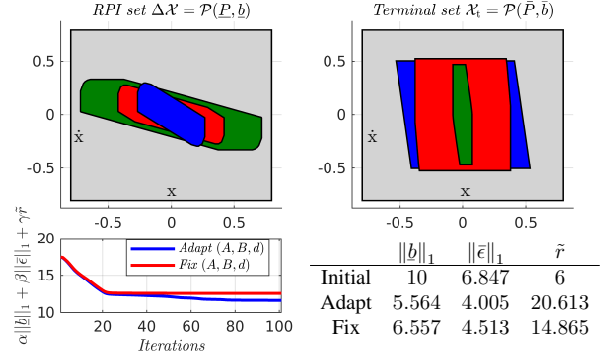 RPI set Δ𝒳 = 𝒫(P̲, b̲)
0.5
0
-0.5
ẋ
x
-0.5 0 0.5
Terminal set 𝒳ₜ = 𝒫(P̄, b̄)
0.5
0
-0.5
ẋ
x
-0.5 0 0.5
α||b̲||₁ + β||ε̄||₁ + γr̃
20
15
10
Adapt (A, B, d)
Fix (A, B, d)
20 40 60 80 100
Iterations
||b̲||₁ ||ε̄||₁ r̃
Initial 10 6.847 6
Adapt 5.564 4.005 20.613
Fix 6.557 4.513 14.865